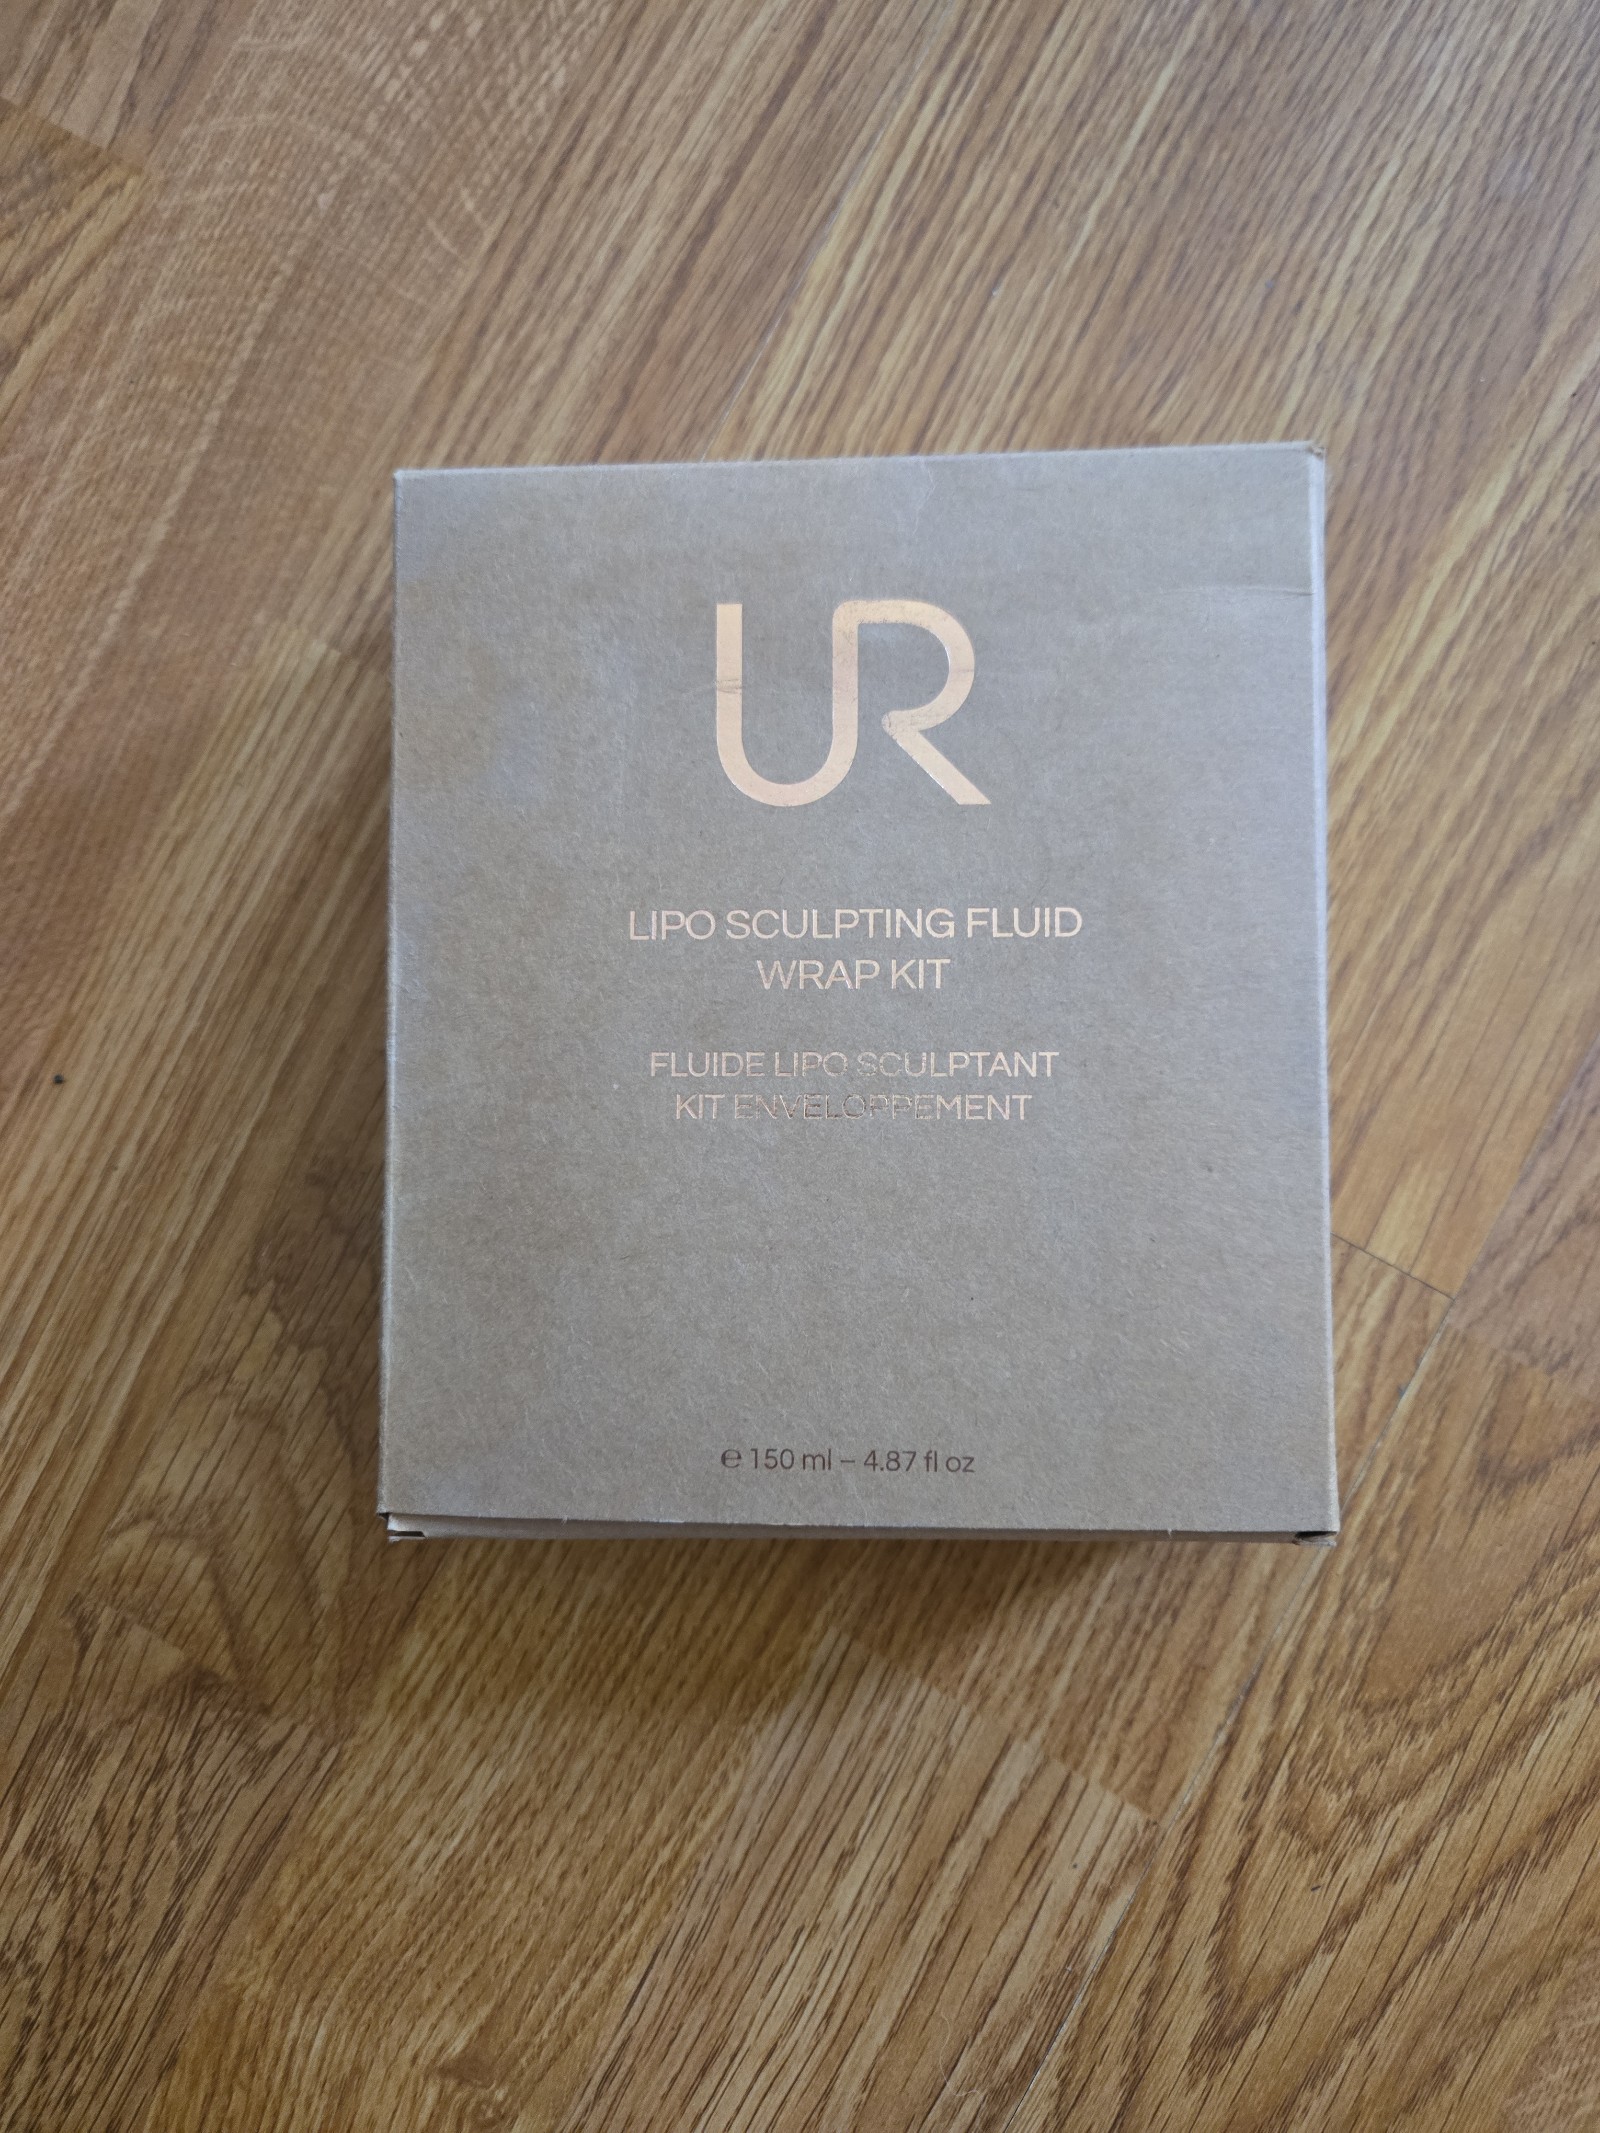 UR
LIPO SCULPTING FLUID
WRAP KIT
FLUIDE LIPO SCULPTANT
KIT ENVELOPPEMENT
℮ 150 ml – 4.87 fl oz